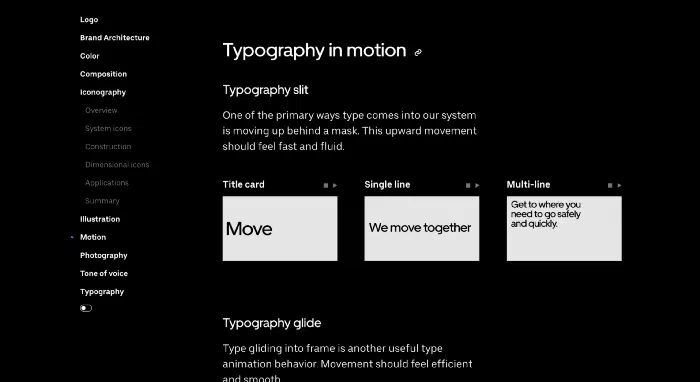 Logo
Brand Architecture
Color
Composition
Iconography
Overview
System icons
Construction
Dimensional icons
Applications
Summary
Illustration
Motion
Photography
Tone of voice
Typography
Typography in motion
Typography slit
One of the primary ways type comes into our system
is moving up behind a mask. This upward movement
should feel fast and fluid.
Title card
Move
Single line
We move together
Multi-line
Get to where you
need to go safely
and quickly.
Typography glide
Type gliding into frame is another useful type
animation behavior. Movement should feel efficient
and smooth